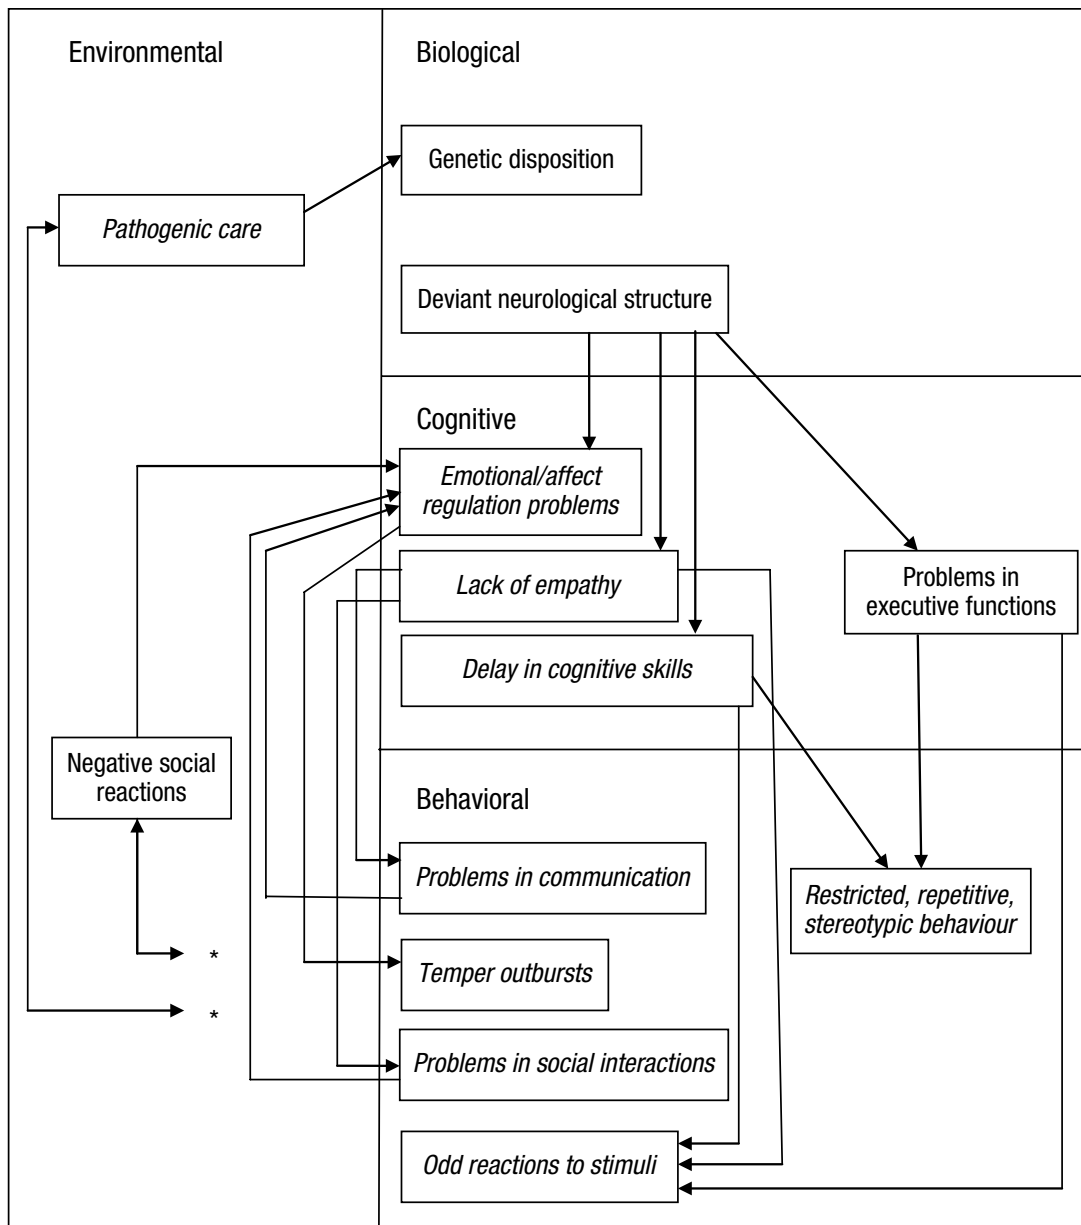 Environmental
Biological
Genetic disposition
Pathogenic care
Deviant neurological structure
Cognitive
Emotional/affect
regulation problems
Lack of empathy
Problems in
executive functions
Delay in cognitive skills
Negative social
reactions
Behavioral
Problems in communication
Restricted, repetitive,
stereotypic behaviour
*
Temper outbursts
*
Problems in social interactions
Odd reactions to stimuli